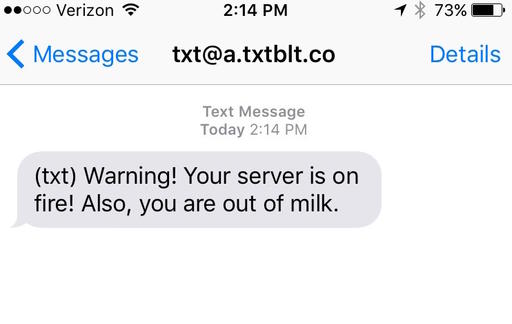 Verizon 2:14 PM 73%
Messages txt@a.txtblt.co Details
Text Message
Today 2:14 PM
(txt) Warning! Your server is on
fire! Also, you are out of milk.